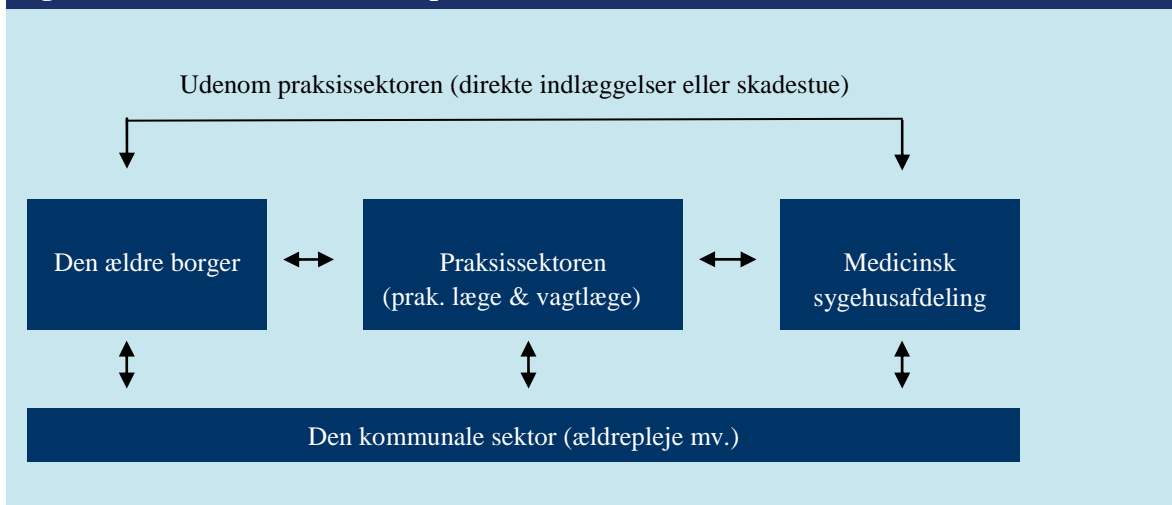 Udenom praksissektoren (direkte indlæggelser eller skadestue)
Den ældre borger
Praksissektoren
(prak. læge & vagtlæge)
Medicinsk
sygehusafdeling
Den kommunale sektor (ældrepleje mv.)